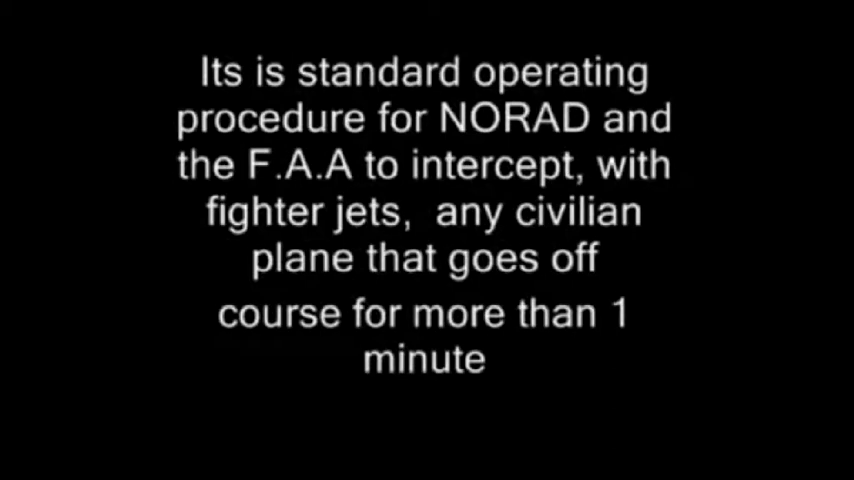 Its is standard operating
procedure for NORAD and
the F.A.A to intercept, with
fighter jets,  any civilian
plane that goes off
course for more than 1
minute